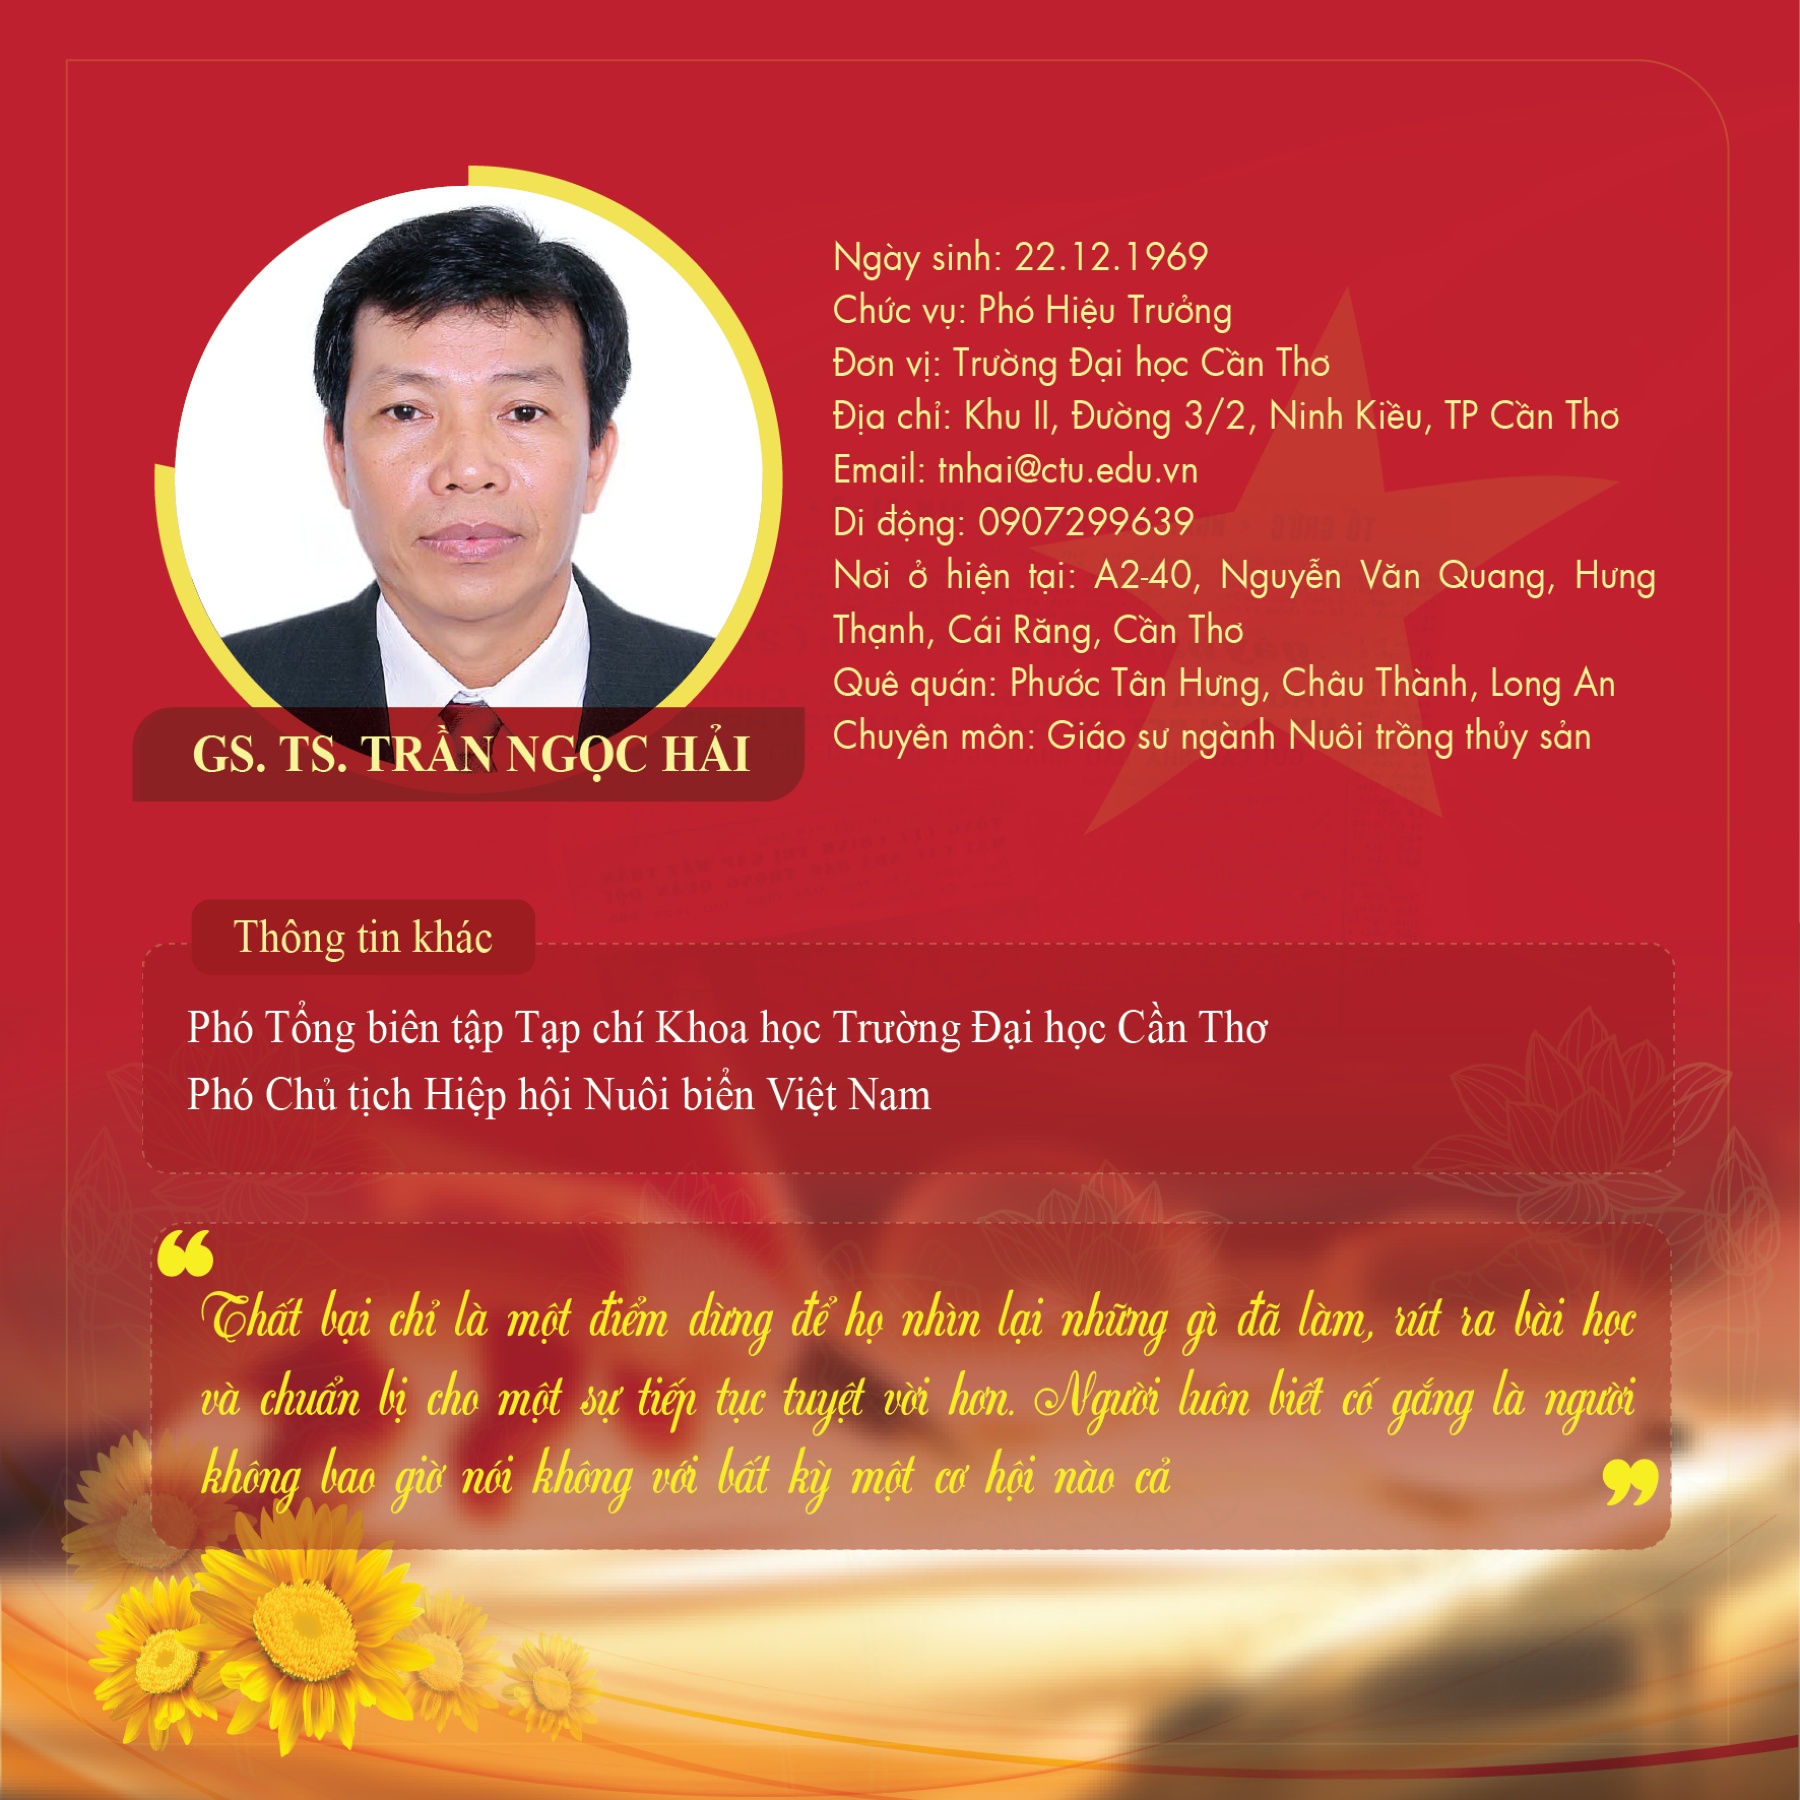 Ngày sinh: 22.12.1969
Chức vụ: Phó Hiệu Trưởng
Đơn vị: Trường Đại học Cần Thơ
Địa chỉ: Khu II, Đường 3/2, Ninh Kiều, TP Cần Thơ
Email: tnhai@ctu.edu.vn
Di động: 0907299639
Nơi ở hiện tại: A2-40, Nguyễn Văn Quang, Hưng
Thạnh, Cái Răng, Cần Thơ
Quê quán: Phước Tân Hưng, Châu Thành, Long An
Chuyên môn: Giáo sư ngành Nuôi trồng thủy sản
GS. TS. TRẦN NGỌC HẢI
Thông tin khác
Phó Tổng biên tập Tạp chí Khoa học Trường Đại học Cần Thơ
Phó Chủ tịch Hiệp hội Nuôi biển Việt Nam
“Thất bại chỉ là một điểm dừng để họ nhìn lại những gì đã làm, rút ra bài học
và chuẩn bị cho một sự tiếp tục tuyệt vời hơn. Người luôn biết cố gắng là người
không bao giờ nói không với bất kỳ một cơ hội nào cả”